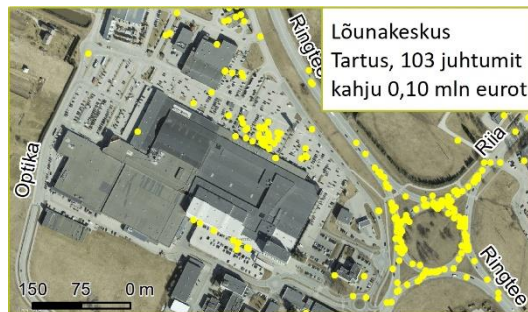 Lõunakeskus
Tartus, 103 juhtumit
kahju 0,10 mln eurot
Ringtee
Riia
Optika
Ringtee
150 75 0 m